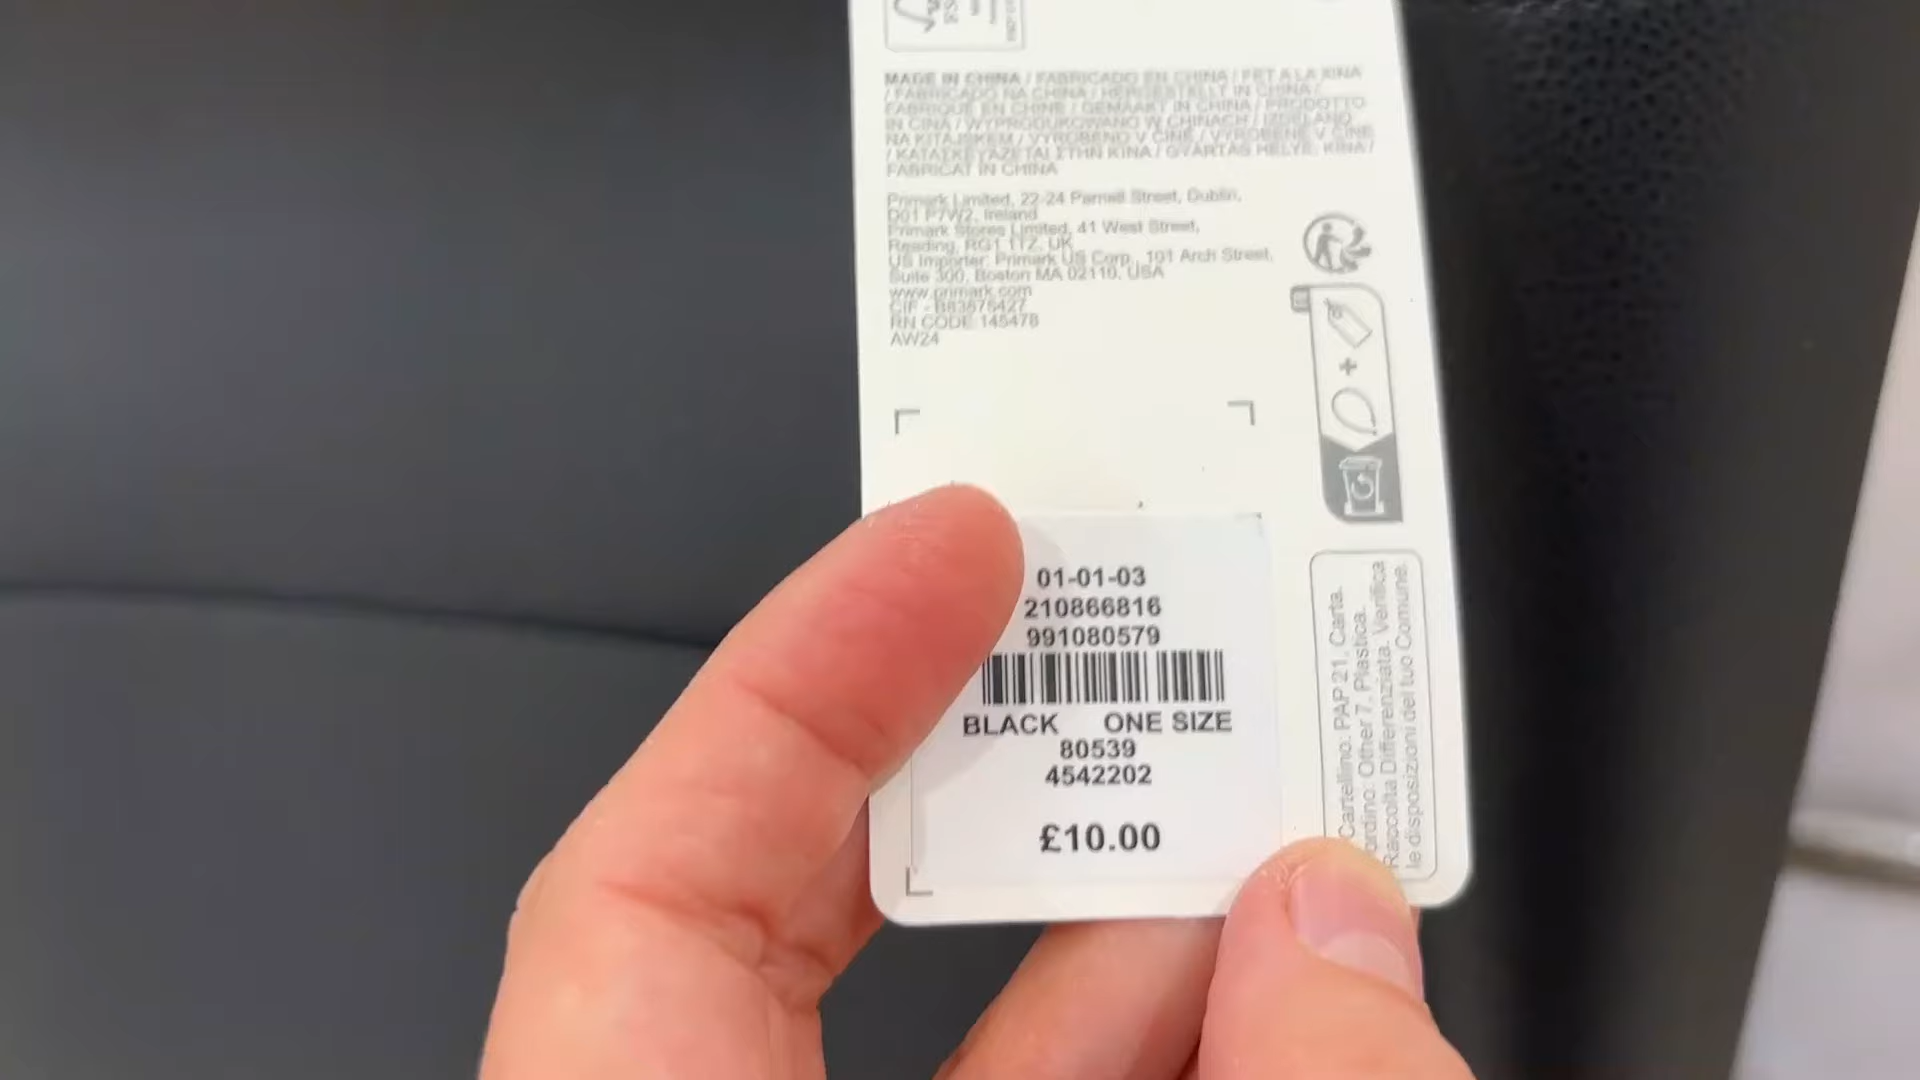 MADE IN CHINA / FABRICADO EN CHINA / FET A LA XINA
/ FABRICADO NA CHINA / HERGESTELLT IN CHINA /
FABRIQUÉ EN CHINE / GEMAAKT IN CHINA / PRODOTTO
IN CINA / WYPRODUKOWANO W CHINACH / IZDELANO
NA KITAJSKEM / VYROBENO V ČÍNĚ / VYROBENÉ V ČÍNE
/ ΚΑΤΑΣΚΕΥΑΖΕΤΑΙ ΣΤΗΝ ΚΙΝΑ / GYÁRTÁS HELYE: KÍNA /
FABRICAT ÎN CHINA
Primark Limited, 22-24 Parnell Street, Dublin,
D01 P7W2, Ireland
Primark Stores Limited, 41 West Street,
Reading, RG1 1TZ, UK
US Importer: Primark US Corp., 101 Arch Street,
Suite 300, Boston MA 02110, USA
www.primark.com
CIF - B83875427
RN CODE 145478
AW24
01-01-03
210866816
991080579
BLACK ONE SIZE
80539
4542202
£10.00
Cartellino: PAP 21. Carta.
Other 7. Plastica.
Raccolta Differenziata. Verifica
le disposizioni del tuo Comune.